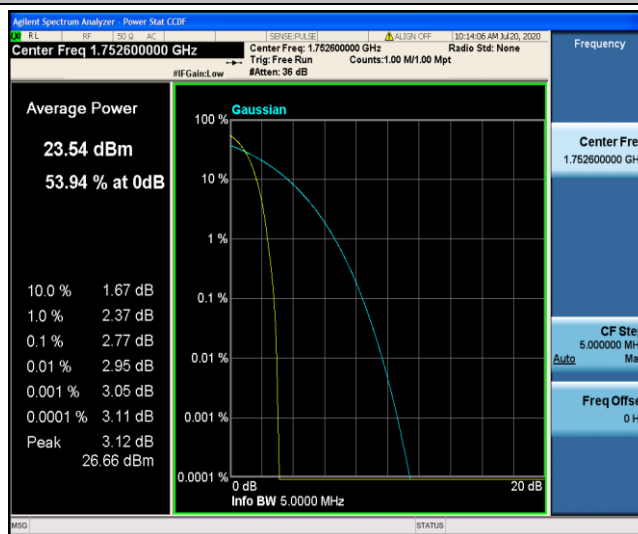 Agilent Spectrum Analyzer - Power Stat CCDF
RL RF 50 Ω AC SENSE:PULSE ALIGN OFF 10:14:06 AM Jul 20, 2020
Center Freq 1.752600000 GHz
Center Freq: 1.752600000 GHz Radio Std: None
Trig: Free Run Counts:1.00 M/1.00 Mpt
#IFGain:Low #Atten: 36 dB
Frequency
Average Power
23.54 dBm
53.94 % at 0dB
10.0 % 1.67 dB
1.0 % 2.37 dB
0.1 % 2.77 dB
0.01 % 2.95 dB
0.001 % 3.05 dB
0.0001 % 3.11 dB
Peak 3.12 dB
26.66 dBm
Gaussian
100 %
10 %
1 %
0.1 %
0.01 %
0.001 %
0.0001 %
0 dB 20 dB
Info BW 5.0000 MHz
Center Fre
1.752600000 GH
CF Ste
5.000000 MH
Auto Ma
Freq Offse
0 H
MSG STATUS